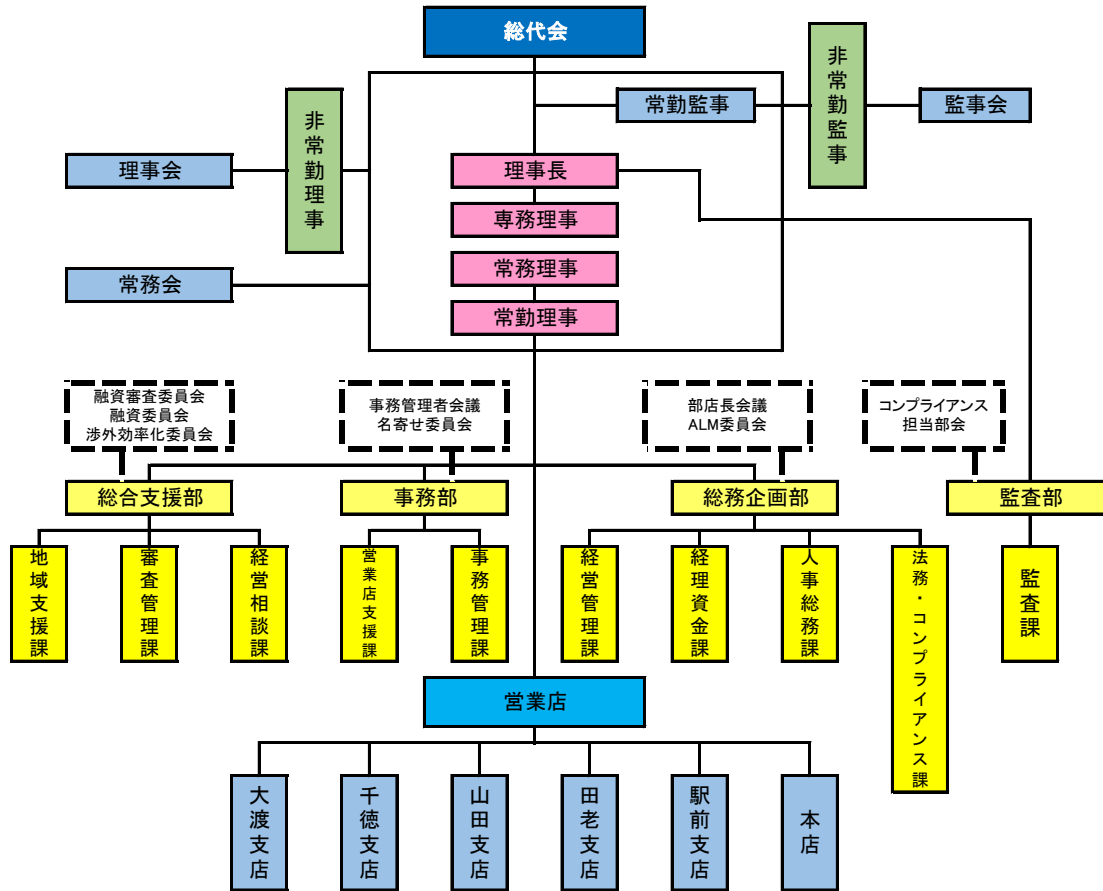 総代会
常勤監事
非常勤監事
監事会
理事会
非常勤理事
理事長
専務理事
常務会
常務理事
常勤理事
融資審査委員会
融資委員会
渉外効率化委員会
事務管理者会議
名寄せ委員会
部店長会議
ALM委員会
コンプライアンス
担当部会
総合支援部
事務部
総務企画部
監査部
地域支援課
審査管理課
経営相談課
営業店支援課
事務管理課
経営管理課
経理資金課
人事総務課
法務・コンプライアンス課
監査課
営業店
大渡支店
千徳支店
山田支店
田老支店
駅前支店
本店